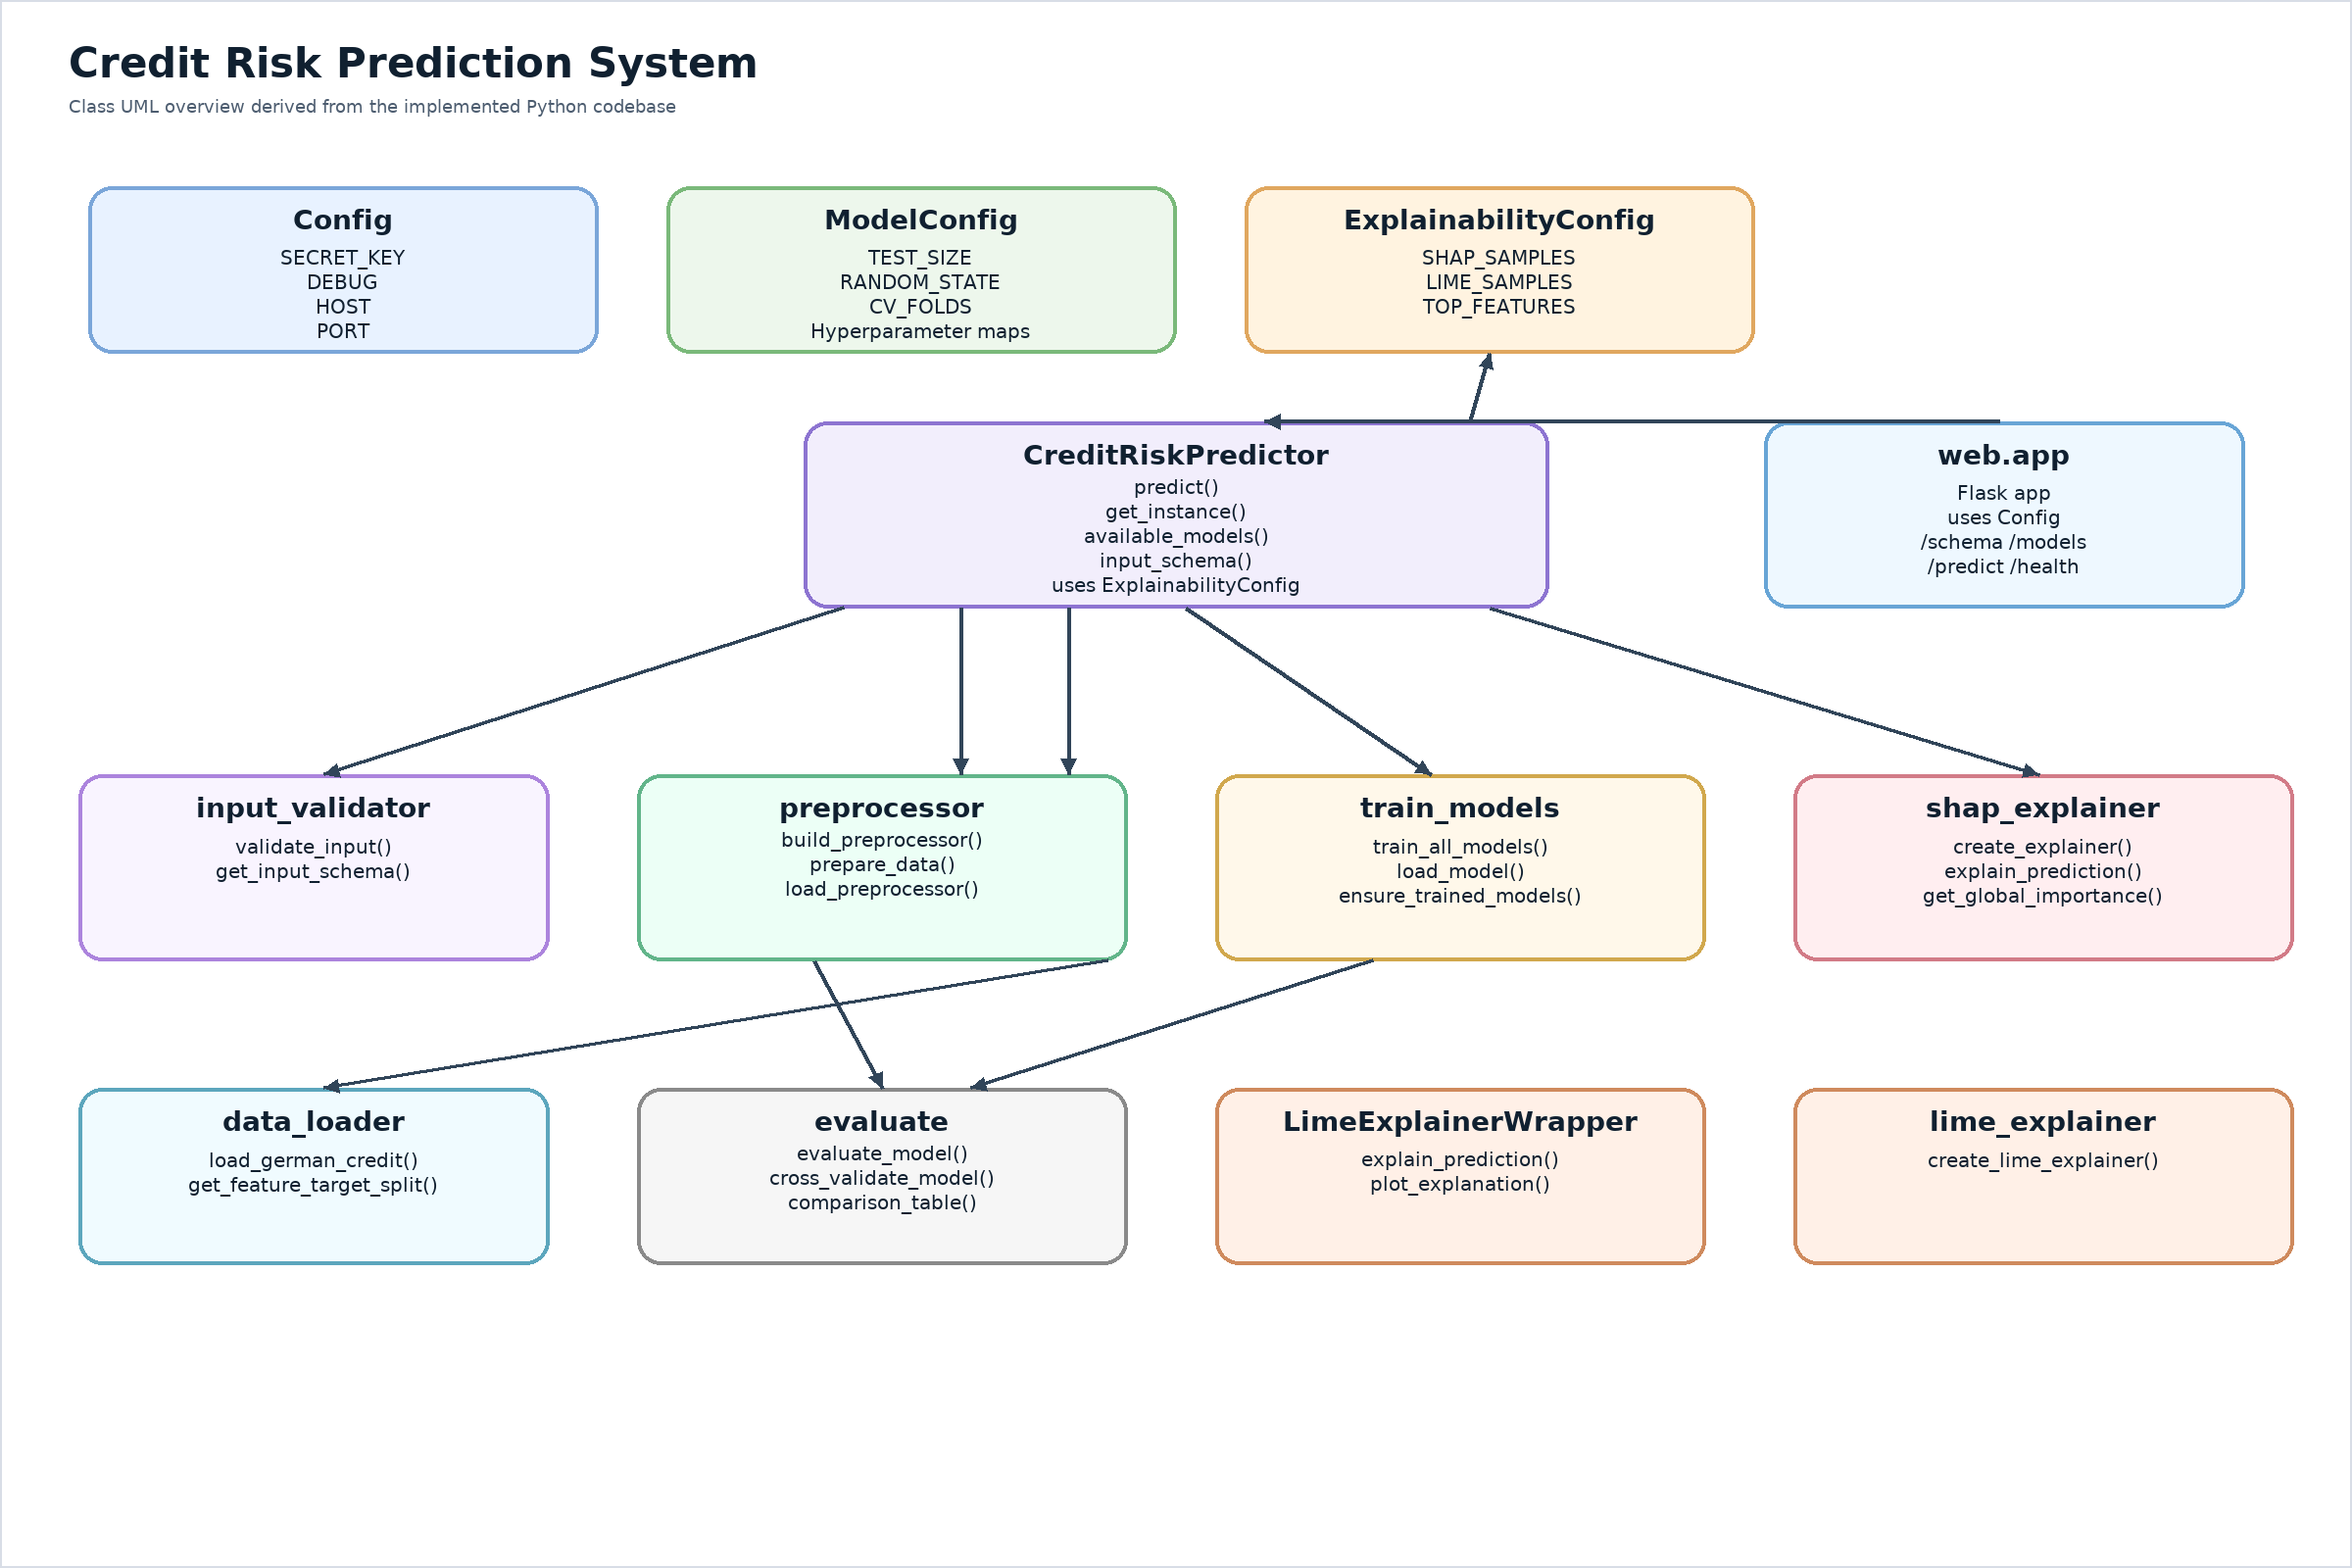 Credit Risk Prediction System
Class UML overview derived from the implemented Python codebase
Config
SECRET_KEY
DEBUG
HOST
PORT
ModelConfig
TEST_SIZE
RANDOM_STATE
CV_FOLDS
Hyperparameter maps
ExplainabilityConfig
SHAP_SAMPLES
LIME_SAMPLES
TOP_FEATURES
CreditRiskPredictor
predict()
get_instance()
available_models()
input_schema()
uses ExplainabilityConfig
web.app
Flask app
uses Config
/schema /models
/predict /health
input_validator
validate_input()
get_input_schema()
preprocessor
build_preprocessor()
prepare_data()
load_preprocessor()
train_models
train_all_models()
load_model()
ensure_trained_models()
shap_explainer
create_explainer()
explain_prediction()
get_global_importance()
data_loader
load_german_credit()
get_feature_target_split()
evaluate
evaluate_model()
cross_validate_model()
comparison_table()
LimeExplainerWrapper
explain_prediction()
plot_explanation()
lime_explainer
create_lime_explainer()